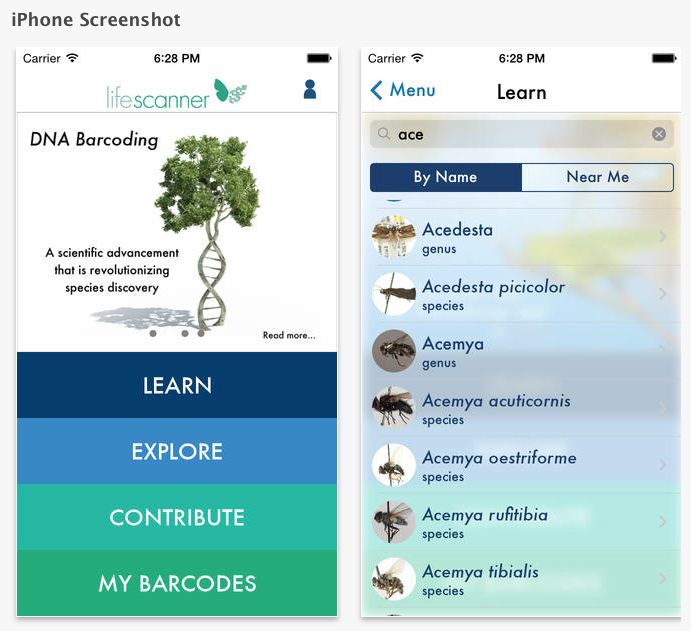 iPhone Screenshot
Carrier 6:28 PM
lifescanner
DNA Barcoding
A scientific advancement
that is revolutionizing
species discovery
Read more...
LEARN
EXPLORE
CONTRIBUTE
MY BARCODES
Carrier 6:28 PM
Menu Learn
ace
By Name Near Me
Acedesta
genus
Acedesta picicolor
species
Acemya
genus
Acemya acuticornis
species
Acemya oestriforme
species
Acemya rufitibia
species
Acemya tibialis
species